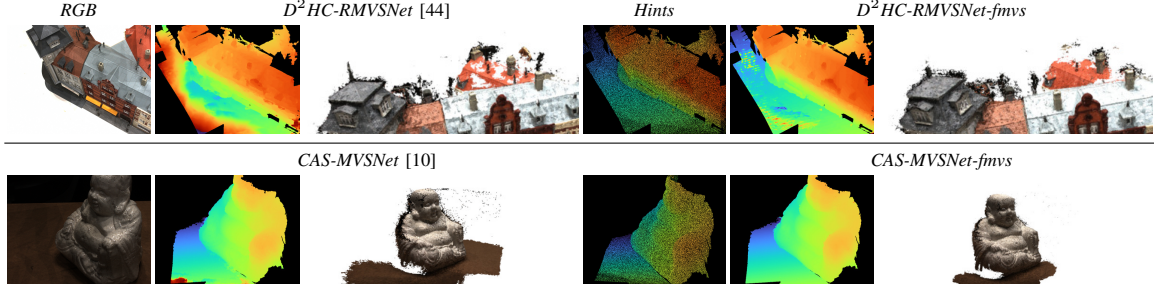 RGB D²HC-RMVSNet [44] Hints D²HC-RMVSNet-fmvs
CAS-MVSNet [10] CAS-MVSNet-fmvs